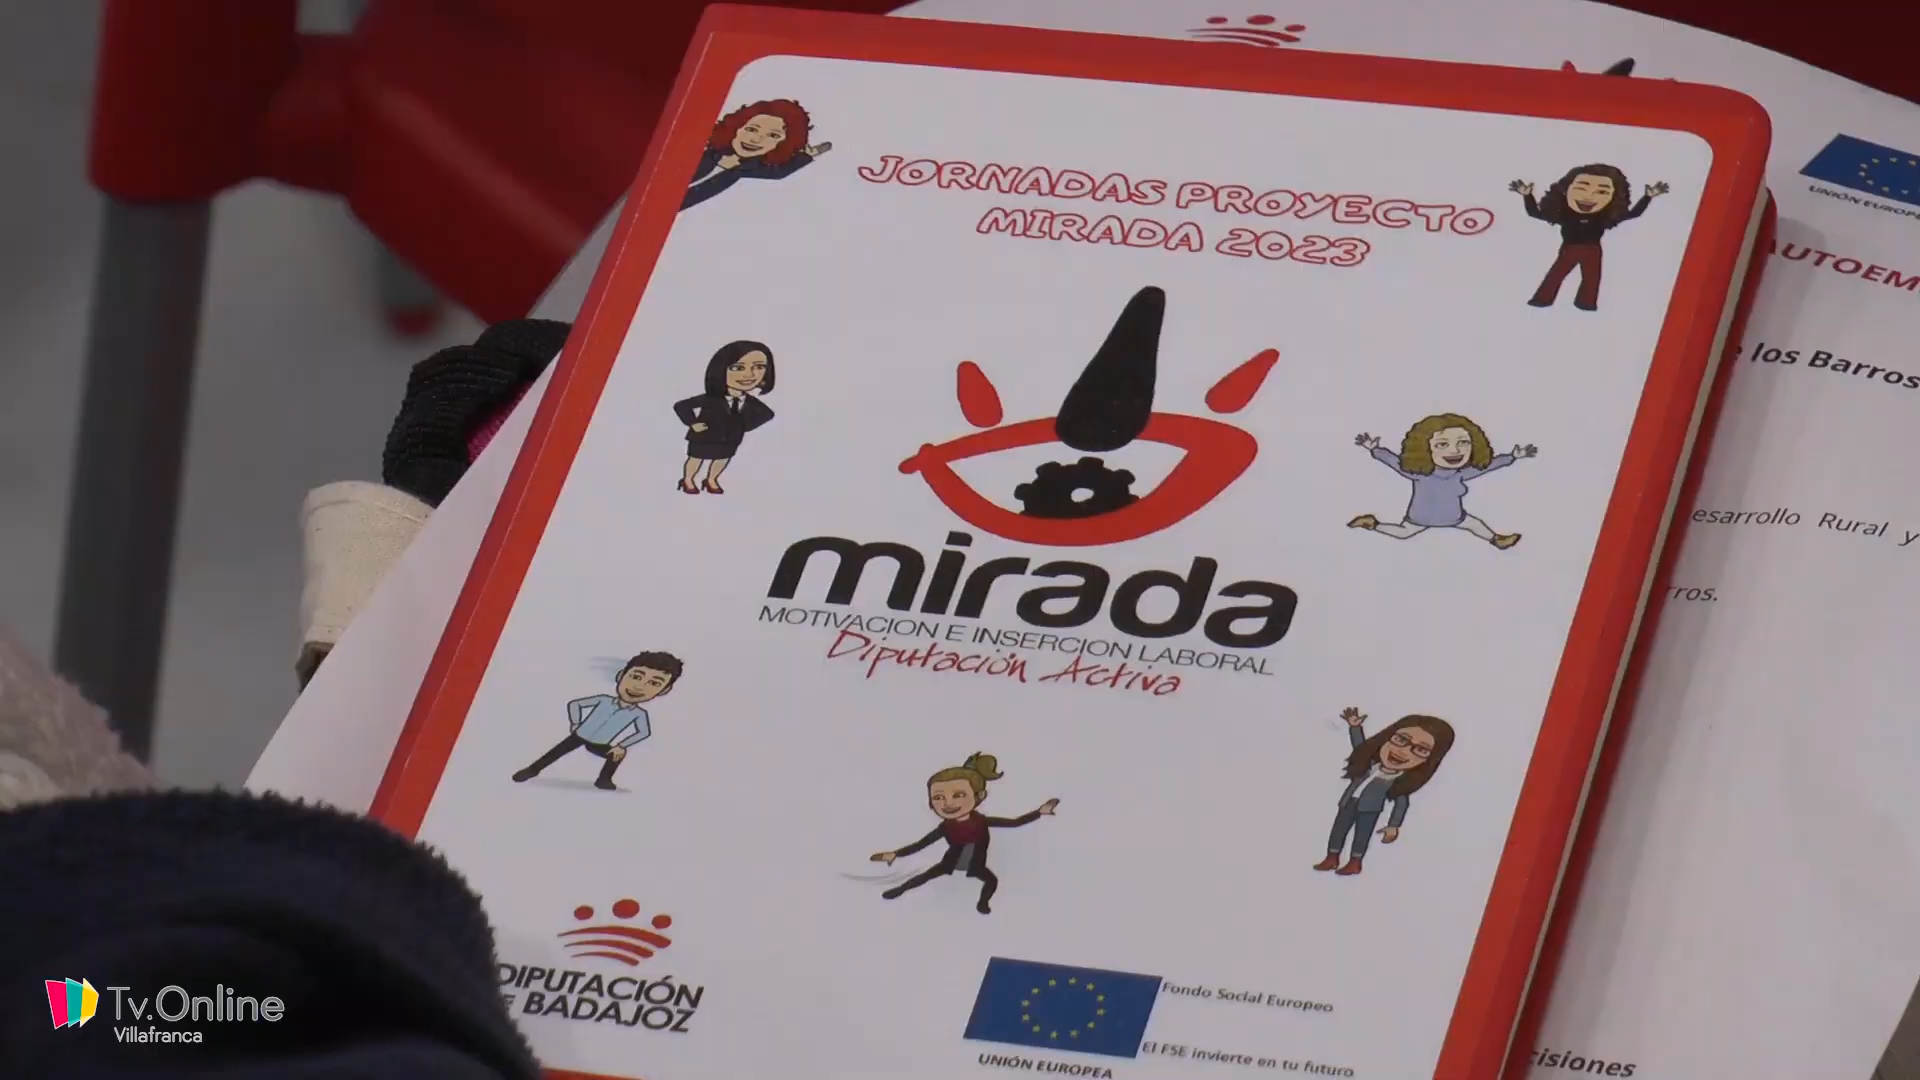 JORNADAS PROYECTO
MIRADA 2023
mirada
MOTIVACION E INSERCION LABORAL
Diputación Activa
DIPUTACIÓN
DE BADAJOZ
UNIÓN EUROPEA
Fondo Social Europeo
El FSE invierte en tu futuro
UNIÓN EUROPE
AUTOEM
los Barros
esarrollo Rural y
rros.
cisiones
Tv.Online
Villafranca